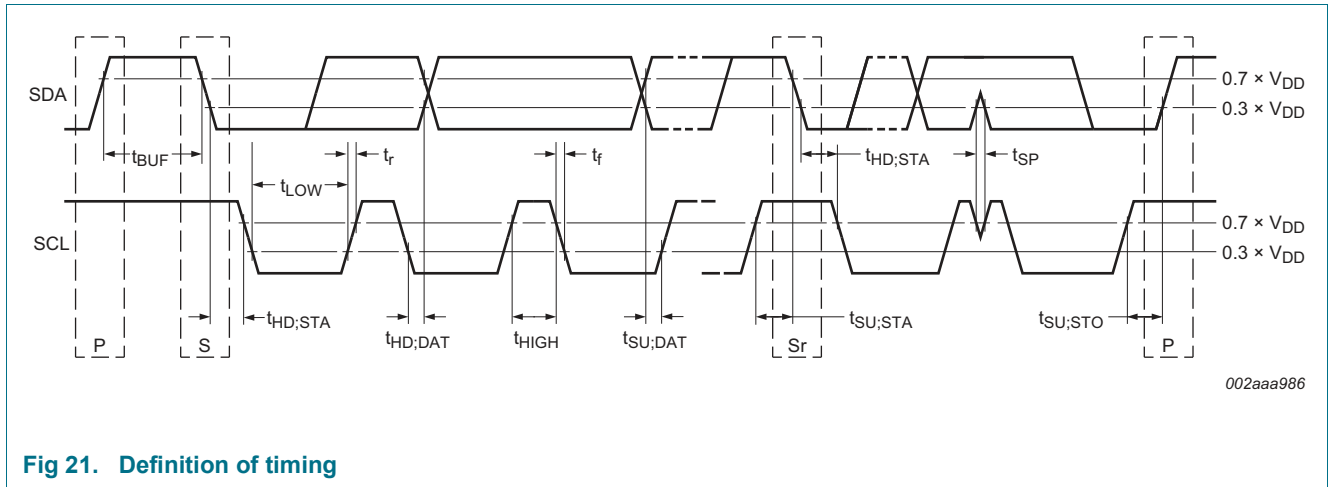 SDA
0.7 × VDD
0.3 × VDD
tBUF
tLOW
tr
tf
tHD;STA
tSP
SCL
0.7 × VDD
0.3 × VDD
tHD;STA
tHD;DAT
tHIGH
tSU;DAT
tSU;STA
tSU;STO
P
S
Sr
P
002aaa986
Fig 21. Definition of timing